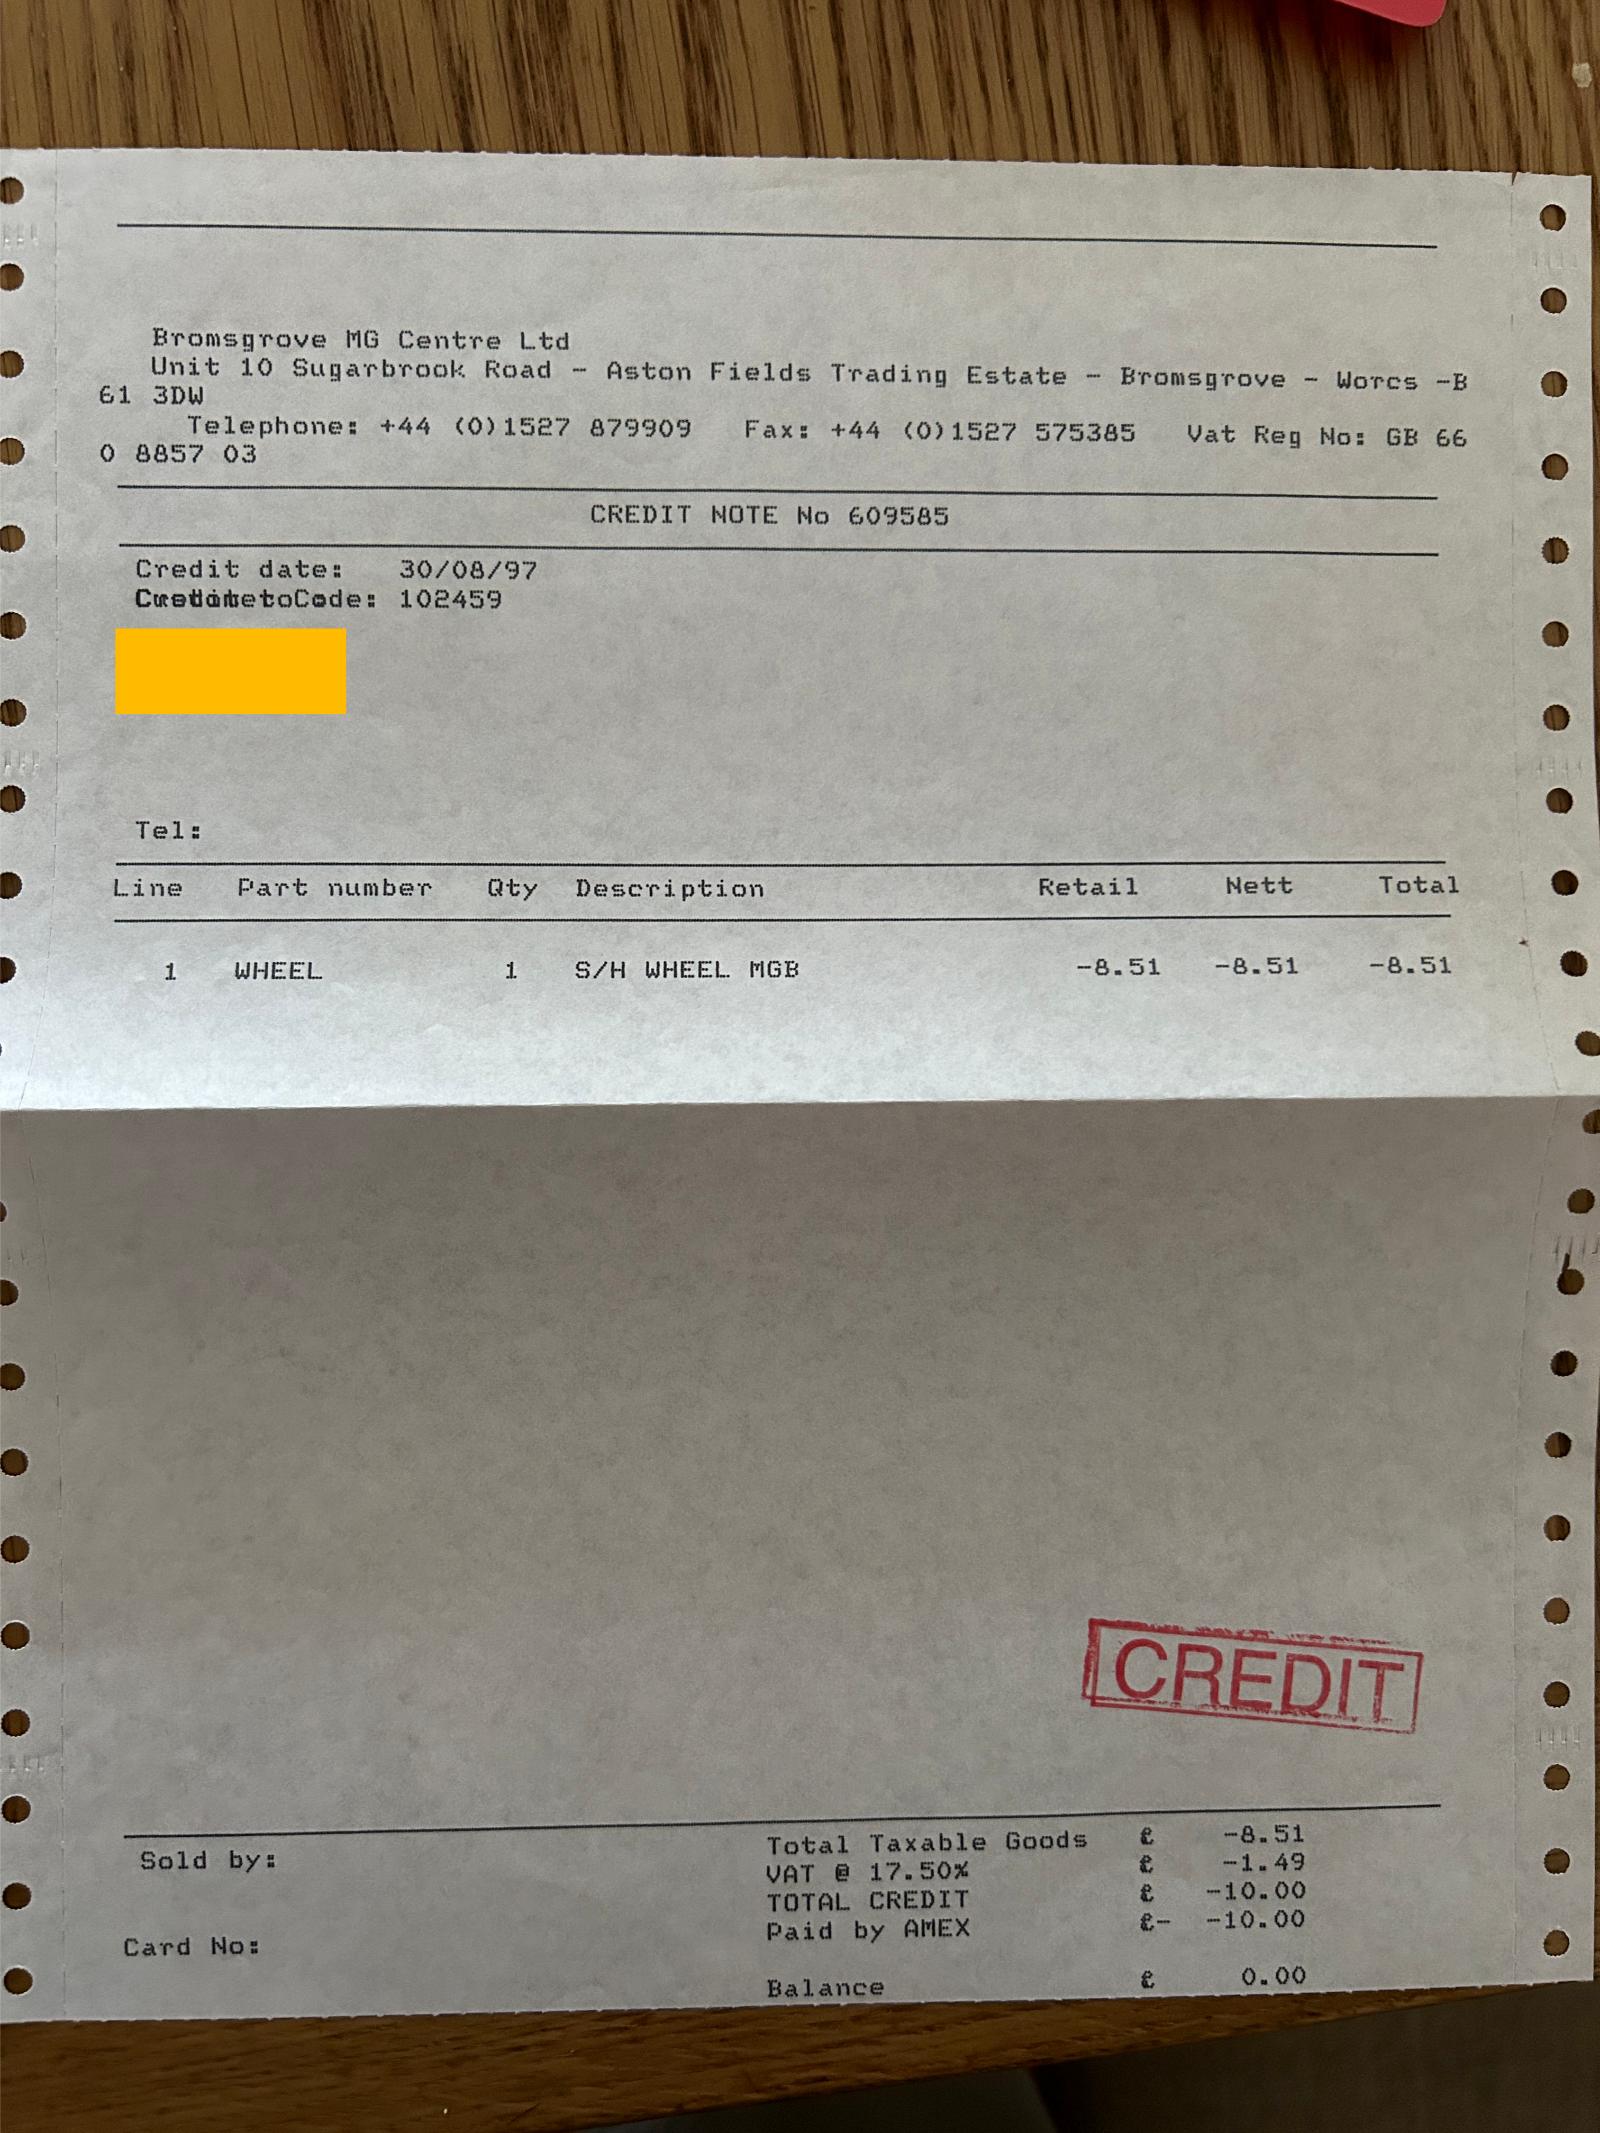 Bromsgrove MG Centre Ltd
Unit 10 Sugarbrook Road - Aston Fields Trading Estate - Bromsgrove - Worcs -B
61 3DW
Telephone: +44 (0)1527 879909 Fax: +44 (0)1527 575385 Vat Reg No: GB 66
0 8857 03
CREDIT NOTE No 609585
Credit date: 30/08/97
Code: 102459
Tel:
Line Part number Qty Description Retail Nett Total
1 WHEEL 1 S/H WHEEL MGB -8.51 -8.51 -8.51
CREDIT
Total Taxable Goods £ -8.51
Sold by:
VAT @ 17.50% £ -1.49
TOTAL CREDIT £ -10.00
Paid by AMEX £- -10.00
Card No:
Balance £ 0.00